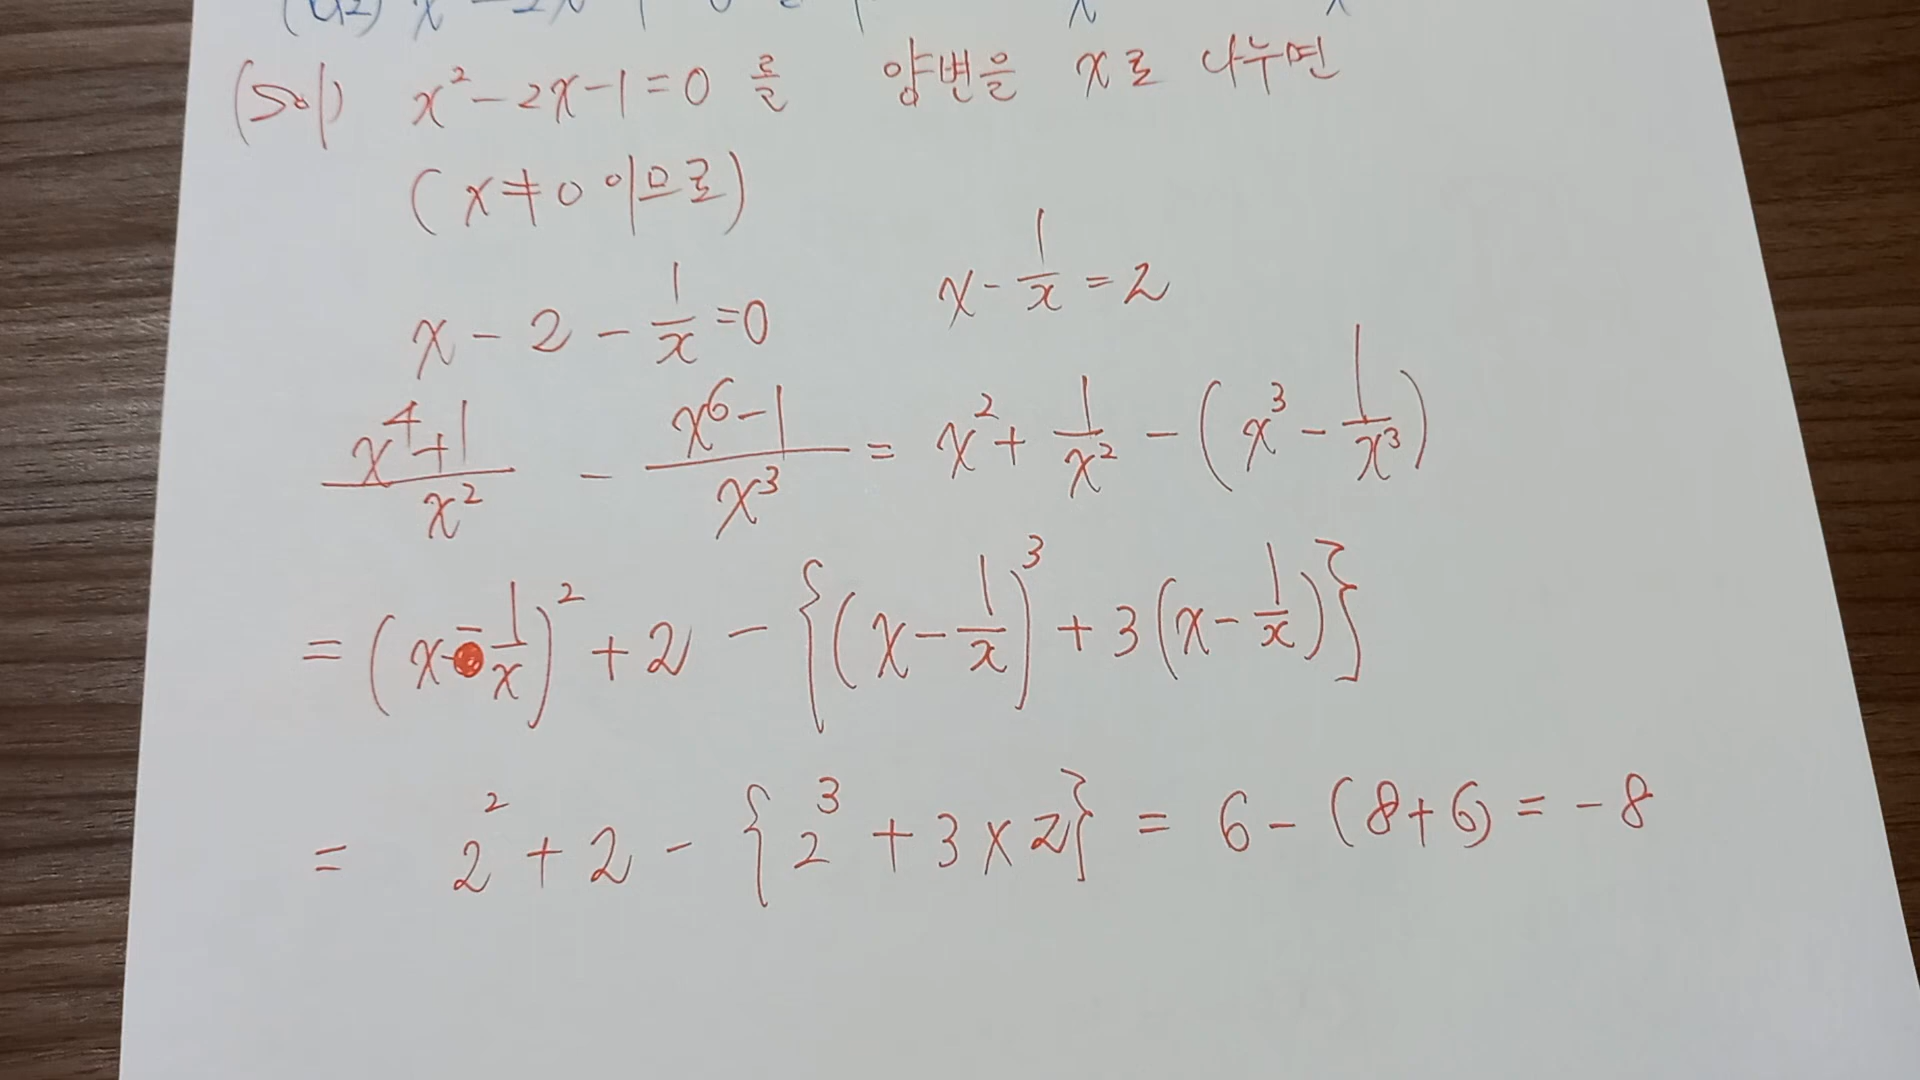 (sol) x² - 2x - 1 = 0 를 양변을 x로 나누면
(x ≠ 0 이므로)
x - 2 - 1/x = 0 x - 1/x = 2
(x⁴+1)/x² - (x⁶-1)/x³ = x² + 1/x² - (x³ - 1/x³)
= (x - 1/x)² + 2 - {(x - 1/x)³ + 3(x - 1/x)}
= 2² + 2 - {2³ + 3 × 2} = 6 - (8+6) = -8